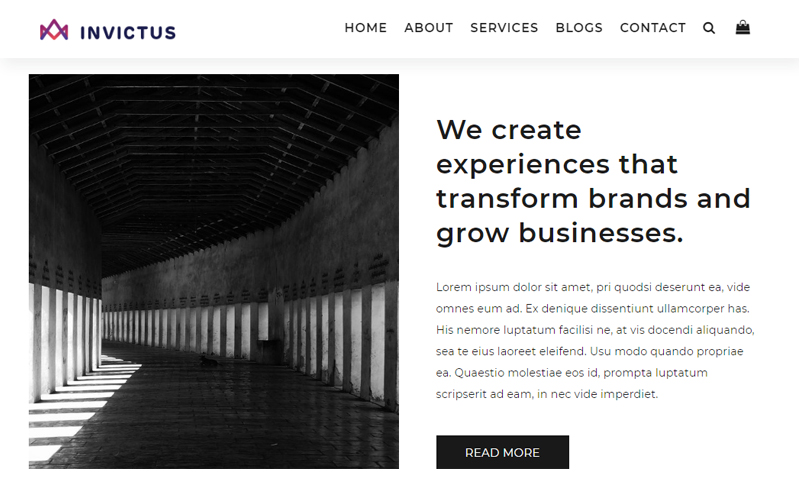 INVICTUS
HOME ABOUT SERVICES BLOGS CONTACT
We create
experiences that
transform brands and
grow businesses.
Lorem ipsum dolor sit amet, pri quodsi deserunt ea, vide
omnes eum ad. Ex denique dissentiunt ullamcorper has.
His nemore luptatum facilisi ne, at vis docendi aliquando,
sea te eius laoreet eleifend. Usu modo quando propriae
ea. Quaestio molestiae eos id, prompta luptatum
scripserit ad eam, in nec vide imperdiet.
READ MORE